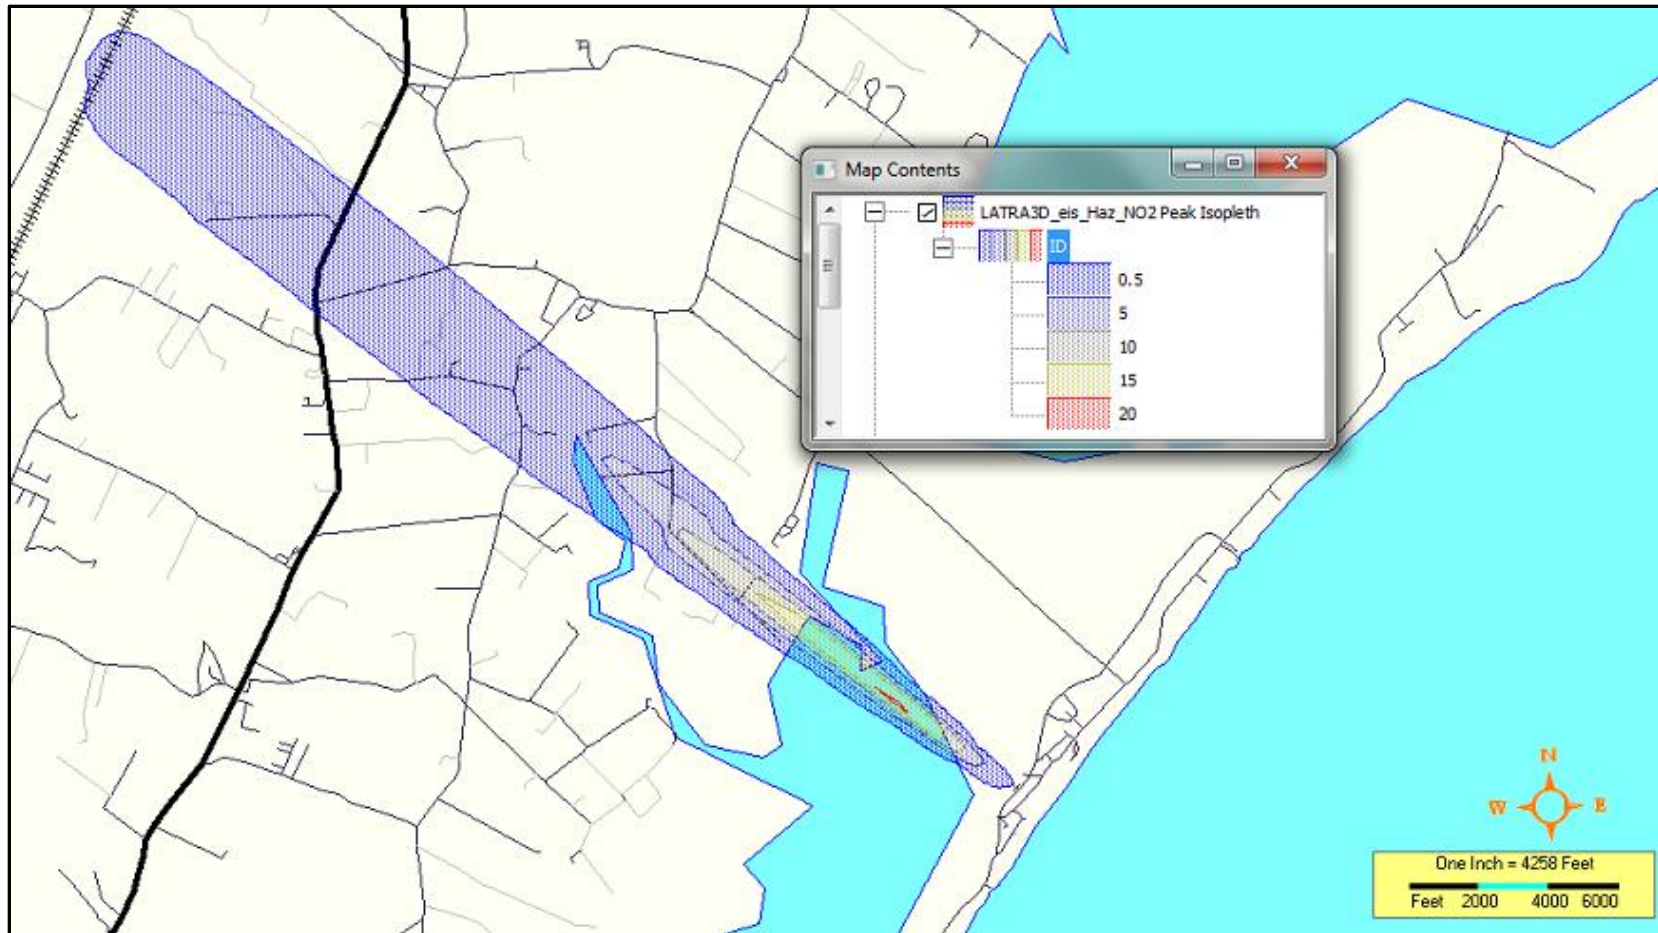 Map Contents
LATRA3D_eis_Haz_NO2 Peak Isopleth
ID
0.5
5
10
15
20
N
W E
S
One Inch = 4258 Feet
Feet 2000 4000 6000